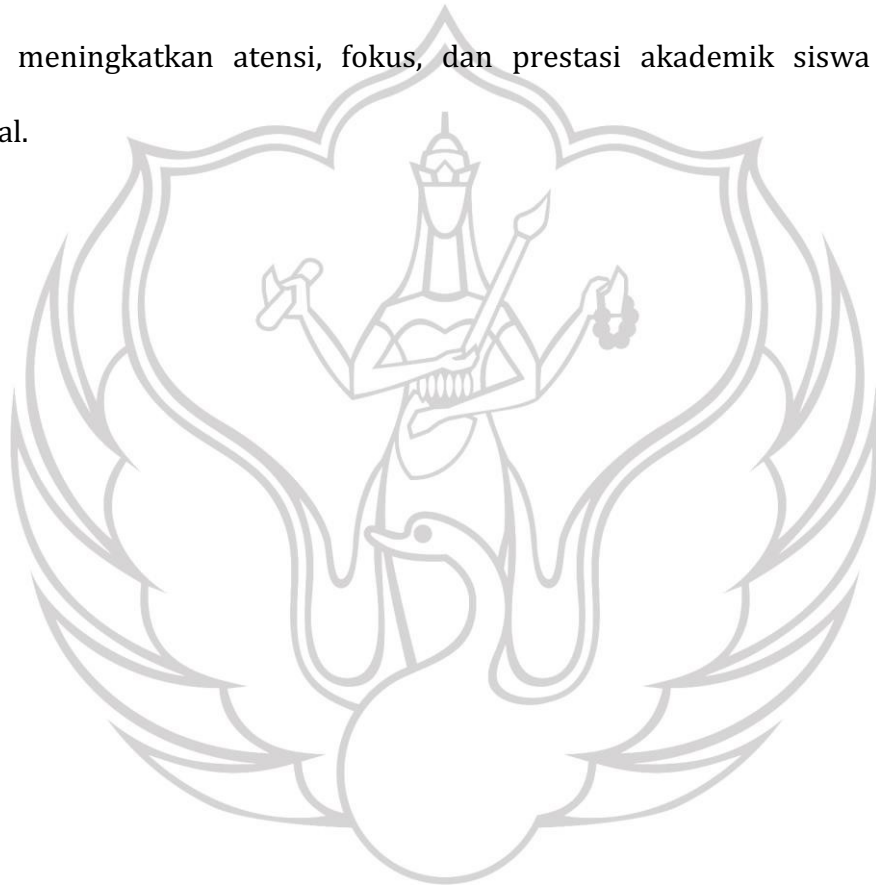 meningkatkan atensi, fokus, dan prestasi akademik siswa
al.